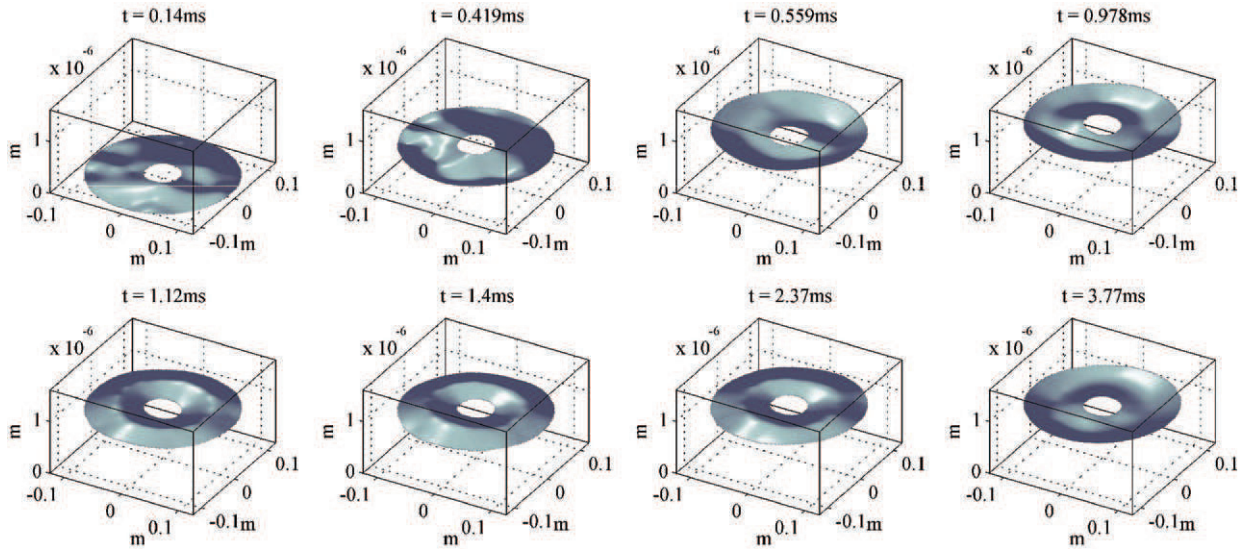 t = 0.14ms
t = 0.419ms
t = 0.559ms
t = 0.978ms
x 10 -6
x 10 -6
x 10 -6
x 10 -6
m
1
0
-0.1
0
0.1
m
-0.1m
0
0.1
m
1
0
-0.1
0
0.1
m
-0.1m
0
0.1
m
1
0
-0.1
0
0.1
m
-0.1m
0
0.1
m
1
0
-0.1
0
0.1
m
-0.1m
0
0.1
t = 1.12ms
t = 1.4ms
t = 2.37ms
t = 3.77ms
x 10 -6
x 10 -6
x 10 -6
x 10 -6
m
1
0
-0.1
0
0.1
m
-0.1m
0
0.1
m
1
0
-0.1
0
0.1
m
-0.1m
0
0.1
m
1
0
-0.1
0
0.1
m
-0.1m
0
0.1
m
1
0
-0.1
0
0.1
m
-0.1m
0
0.1